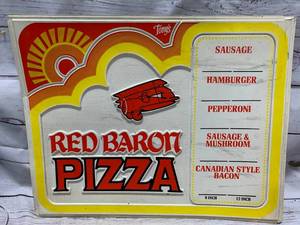 Tony's
RED BARON
PIZZA
SAUSAGE
HAMBURGER
PEPPERONI
SAUSAGE &
MUSHROOM
CANADIAN STYLE
BACON
9 INCH 12 INCH